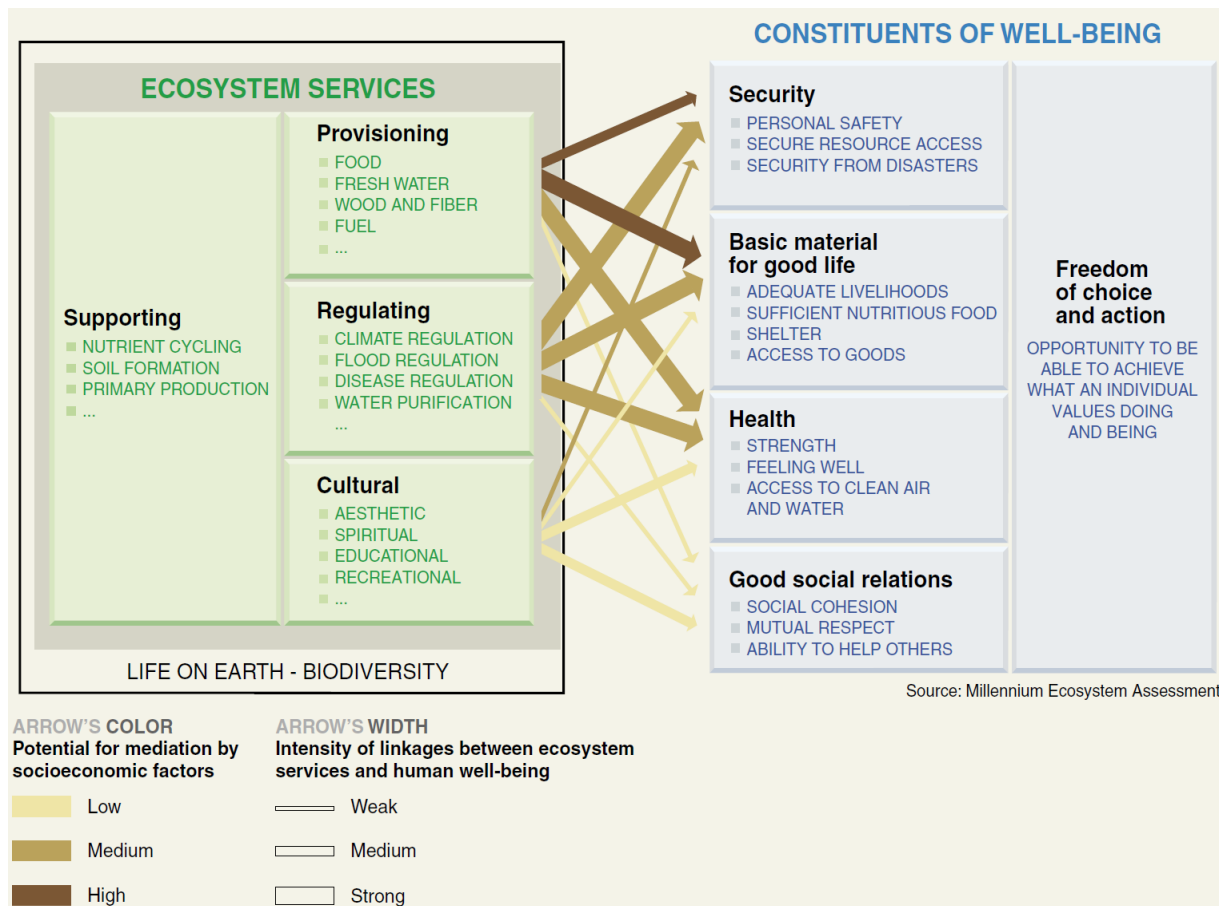 CONSTITUENTS OF WELL-BEING
ECOSYSTEM SERVICES
Supporting
NUTRIENT CYCLING
SOIL FORMATION
PRIMARY PRODUCTION
...
Provisioning
FOOD
FRESH WATER
WOOD AND FIBER
FUEL
...
Regulating
CLIMATE REGULATION
FLOOD REGULATION
DISEASE REGULATION
WATER PURIFICATION
...
Cultural
AESTHETIC
SPIRITUAL
EDUCATIONAL
RECREATIONAL
...
LIFE ON EARTH - BIODIVERSITY
Security
PERSONAL SAFETY
SECURE RESOURCE ACCESS
SECURITY FROM DISASTERS
Basic material
for good life
ADEQUATE LIVELIHOODS
SUFFICIENT NUTRITIOUS FOOD
SHELTER
ACCESS TO GOODS
Health
STRENGTH
FEELING WELL
ACCESS TO CLEAN AIR
AND WATER
Good social relations
SOCIAL COHESION
MUTUAL RESPECT
ABILITY TO HELP OTHERS
Freedom
of choice
and action
OPPORTUNITY TO BE
ABLE TO ACHIEVE
WHAT AN INDIVIDUAL
VALUES DOING
AND BEING
Source: Millennium Ecosystem Assessment
ARROW'S COLOR
Potential for mediation by
socioeconomic factors
Low
Medium
High
ARROW'S WIDTH
Intensity of linkages between ecosystem
services and human well-being
Weak
Medium
Strong